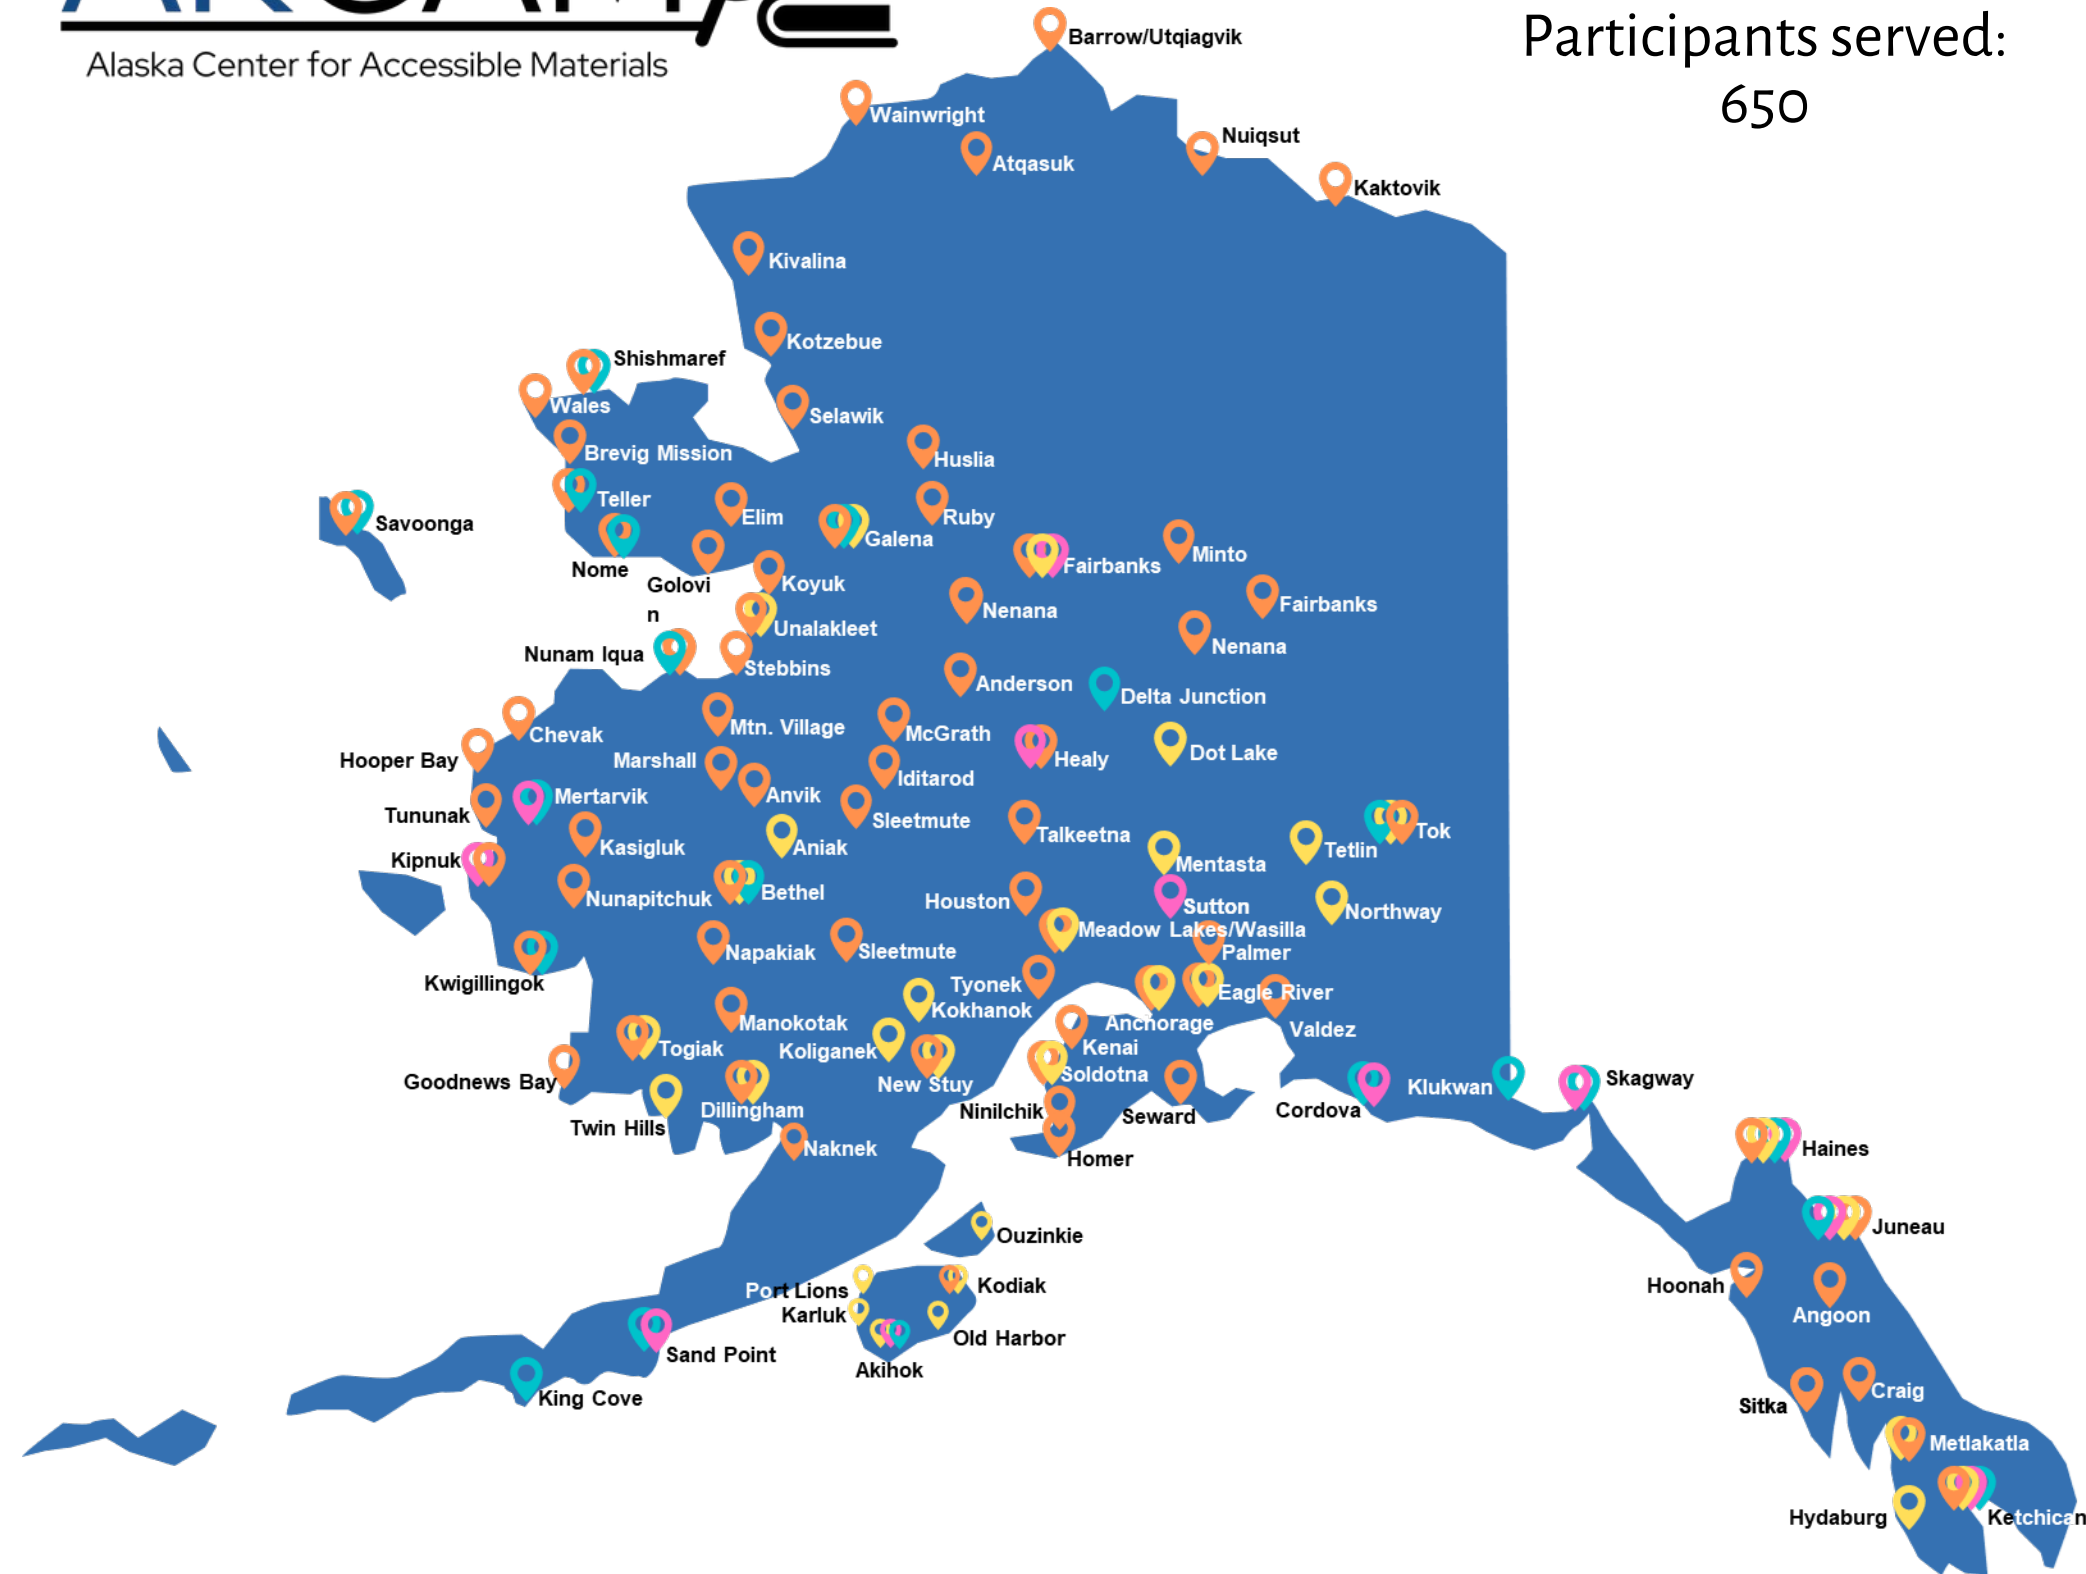 Alaska Center for Accessible Materials
Participants served:
650
Barrow/Utqiagvik
Wainwright
Nuiqsut
Atqasuk
Kaktovik
Kivalina
Kotzebue
Shishmaref
Wales
Selawik
Brevig Mission
Huslia
Teller
Elim
Ruby
Savoonga
Galena
Nome
Minto
Fairbanks
Golovi
n
Koyuk
Nenana
Fairbanks
Unalakleet
Nenana
Nunam Iqua
Stebbins
Anderson
Delta Junction
Chevak
Mtn. Village
McGrath
Hooper Bay
Marshall
Healy
Dot Lake
Iditarod
Mertarvik
Anvik
Tununak
Sleetmute
Talkeetna
Tok
Kasigluk
Aniak
Tetlin
Kipnuk
Mentasta
Nunapitchuk
Bethel
Houston
Sutton
Northway
Meadow Lakes/Wasilla
Napakiak
Sleetmute
Palmer
Kwigillingok
Tyonek
Eagle River
Kokhanok
Manokotak
Anchorage
Valdez
Togiak
Koliganek
Kenai
Goodnews Bay
New Stuy
Soldotna
Klukwan
Skagway
Dillingham
Ninilchik
Seward
Cordova
Twin Hills
Naknek
Homer
Haines
Ouzinkie
Juneau
Port Lions
Kodiak
Hoonah
Karluk
Angoon
Old Harbor
Sand Point
Akihok
King Cove
Craig
Sitka
Metlakatla
Hydaburg
Ketchican